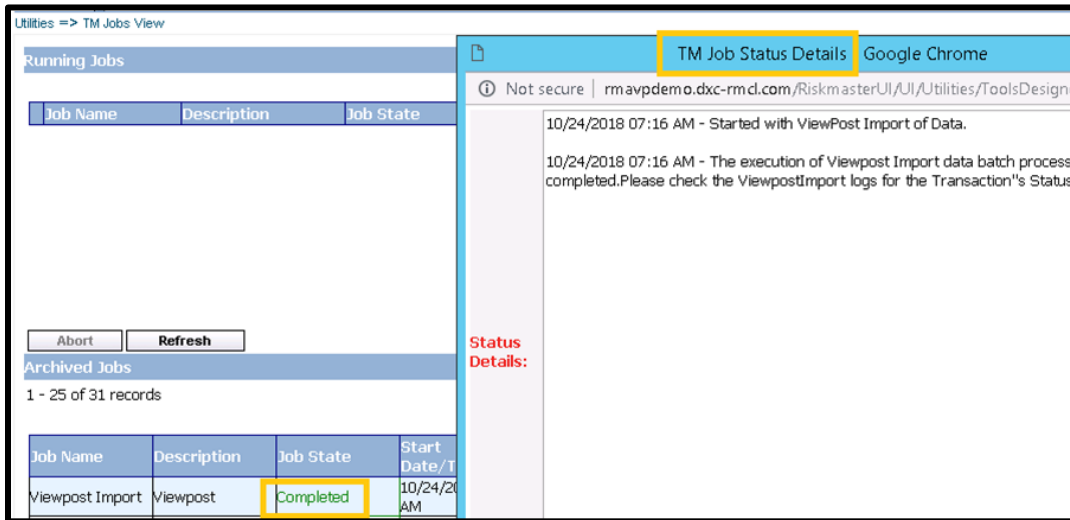 Utilities => TM Jobs View
Running Jobs
Job Name Description Job State
Abort Refresh
Archived Jobs
1 - 25 of 31 records
Job Name Description Job State Start
Date/T
Viewpost Import Viewpost Completed 10/24/20
AM
TM Job Status Details Google Chrome
Not secure | rmavpdemo.dxc-rmcl.com/RiskmasterUI/UI/Utilities/ToolsDesign
Status
Details:
10/24/2018 07:16 AM - Started with ViewPost Import of Data.
10/24/2018 07:16 AM - The execution of Viewpost Import data batch process
completed.Please check the ViewpostImport logs for the Transaction"s Status